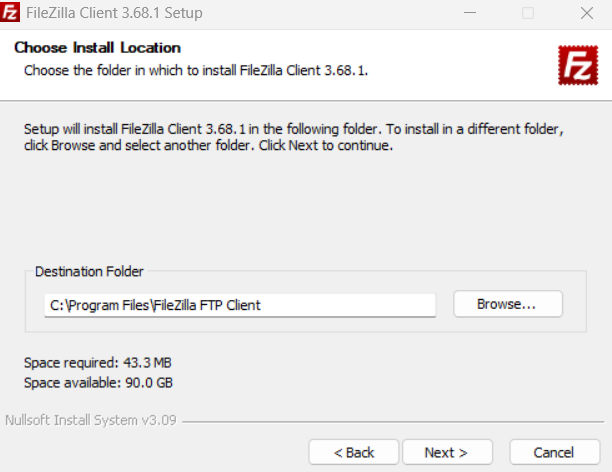 FileZilla Client 3.68.1 Setup
Choose Install Location
Choose the folder in which to install FileZilla Client 3.68.1.
Fz
Setup will install FileZilla Client 3.68.1 in the following folder. To install in a different folder,
click Browse and select another folder. Click Next to continue.
Destination Folder
C:\Program Files\FileZilla FTP Client
Browse...
Space required: 43.3 MB
Space available: 90.0 GB
Nullsoft Install System v3.09
< Back
Next >
Cancel